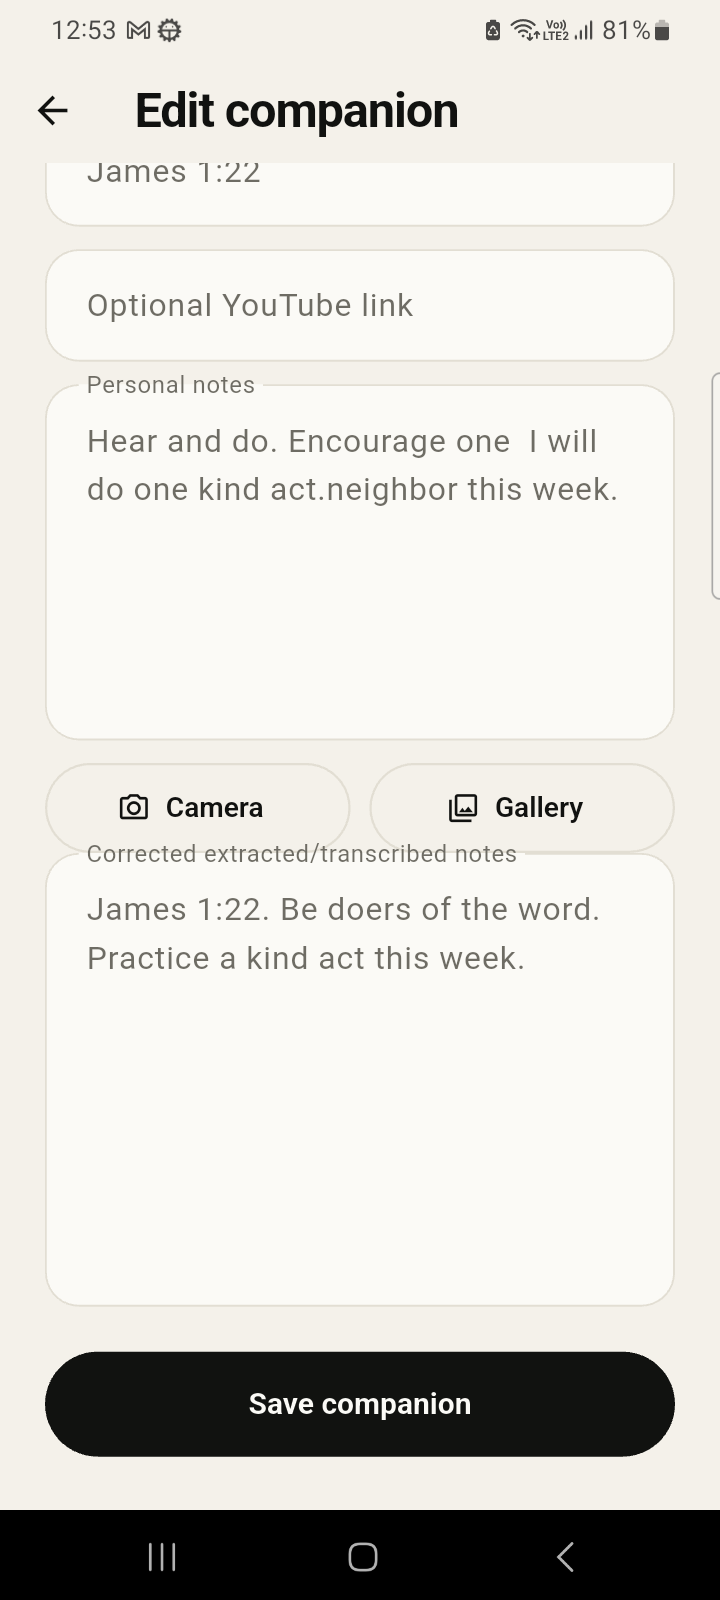 12:53
Vo)) LTE2 81%
Edit companion
James 1:22
Optional YouTube link
Personal notes
Hear and do. Encourage one  I will
do one kind act.neighbor this week.
Camera
Gallery
Corrected extracted/transcribed notes
James 1:22. Be doers of the word.
Practice a kind act this week.
Save companion